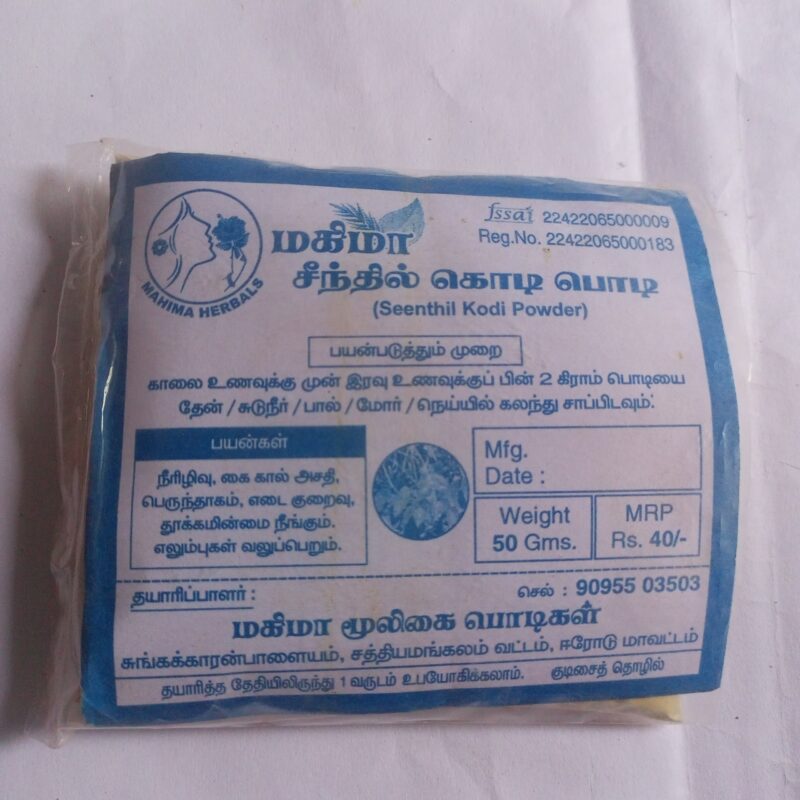 fssai 22422065000009
Reg.No. 22422065000183
MAHIMA HERBALS
மகிமா
சீந்தில் கொடி பொடி
(Seenthil Kodi Powder)
பயன்படுத்தும் முறை
காலை உணவுக்கு முன் இரவு உணவுக்குப் பின் 2 கிராம் பொடியை
தேன் / சுடுநீர் / பால் / மோர் / நெய்யில் கலந்து சாப்பிடவும்.
பயன்கள்
நீரிழிவு, கை கால் அசதி,
பெருந்தாகம், எடை குறைவு,
தூக்கமின்மை நீங்கும்.
எலும்புகள் வலுப்பெறும்.
Mfg.
Date :
Weight
50 Gms.
MRP
Rs. 40/-
தயாரிப்பாளர் :
செல் : 90955 03503
மகிமா மூலிகை பொடிகள்
சுங்கக்காரன்பாளையம், சத்தியமங்கலம் வட்டம், ஈரோடு மாவட்டம்
தயாரித்த தேதியிலிருந்து 1 வருடம் உபயோகிக்கலாம். குடிசைத் தொழில்